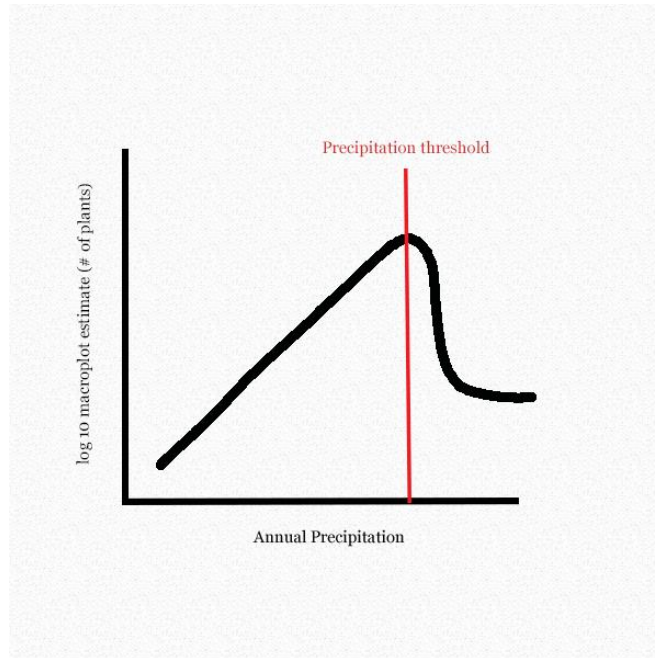 Precipitation threshold
log 10 macroplot estimate (# of plants)
Annual Precipitation